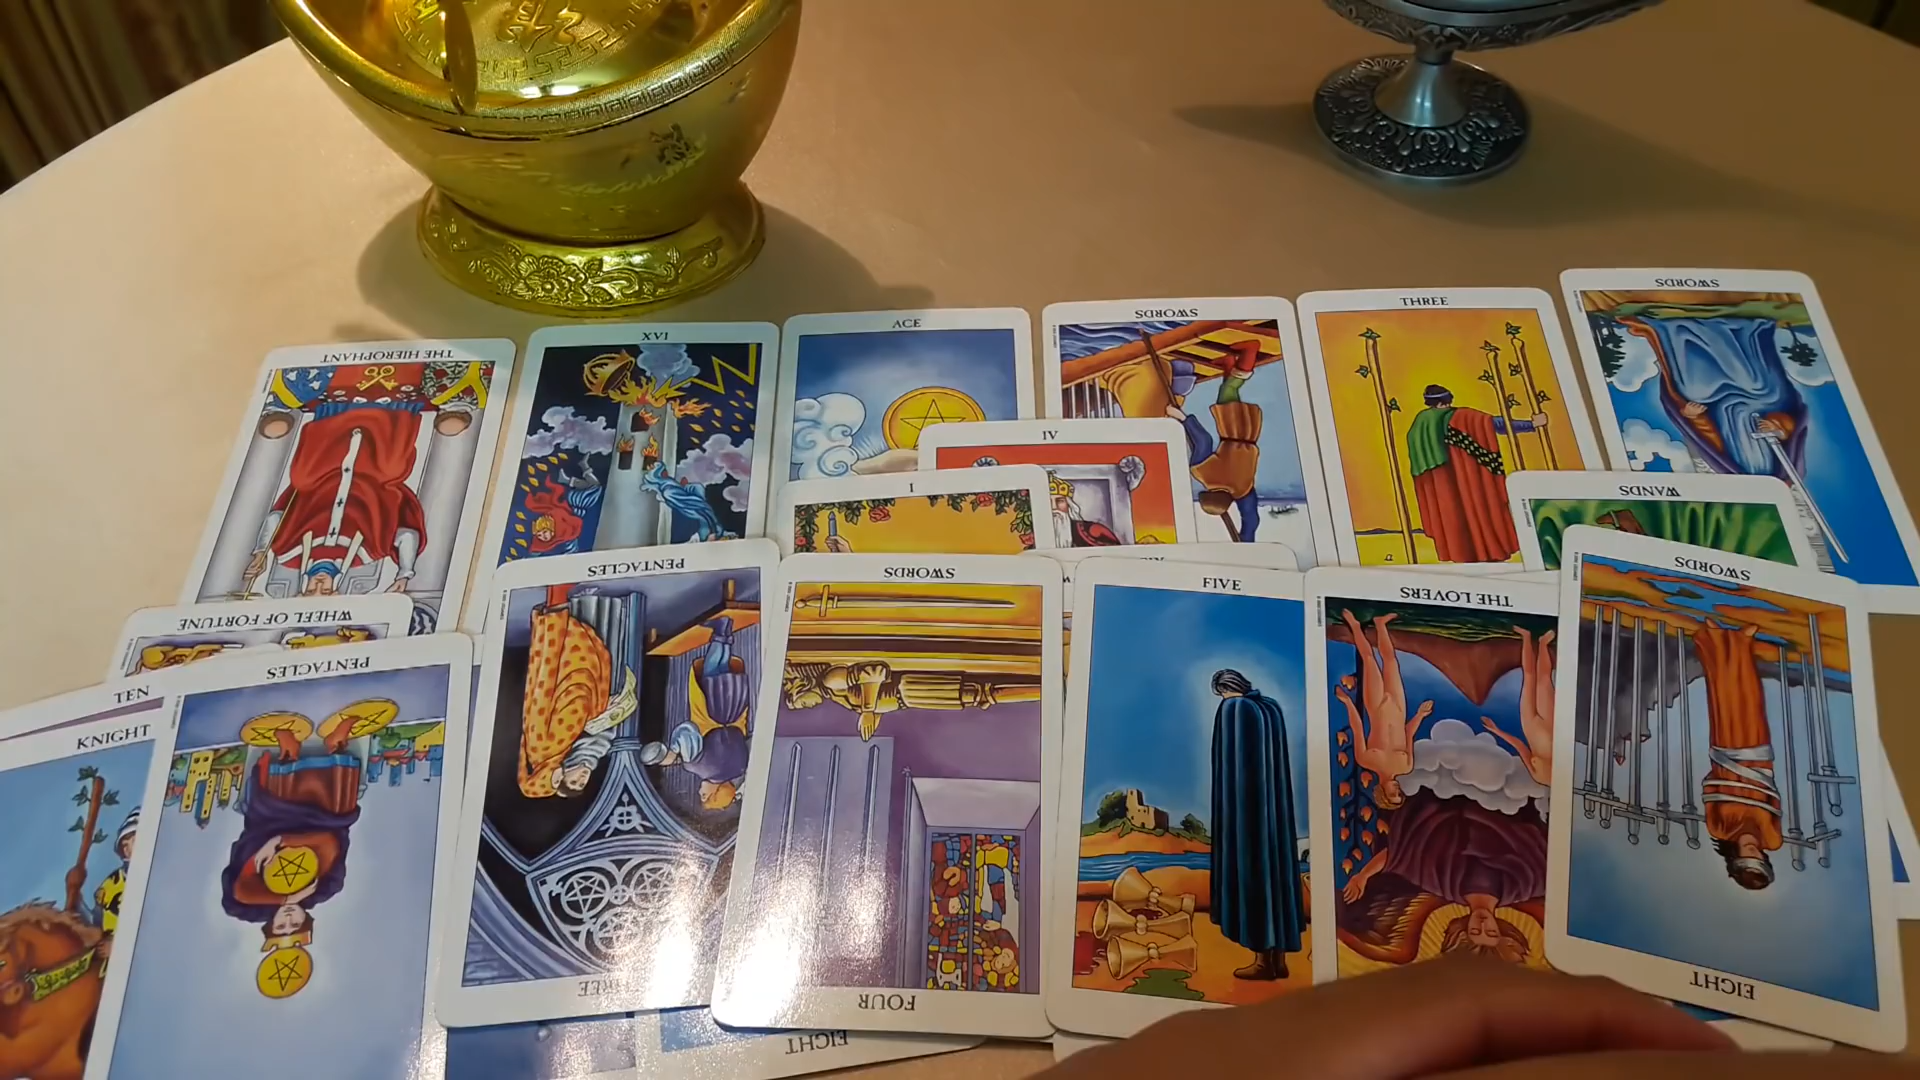 SWORDS
THREE
SWORDS
ACE
XVI
THE HIEROPHANT
IV
I
WANDS
SWORDS
PENTACLES
SWORDS
FIVE
THE LOVERS
WHEEL OF FORTUNE
PENTACLES
TEN
KNIGHT
EIGHT
THREE
FOUR
EIGHT